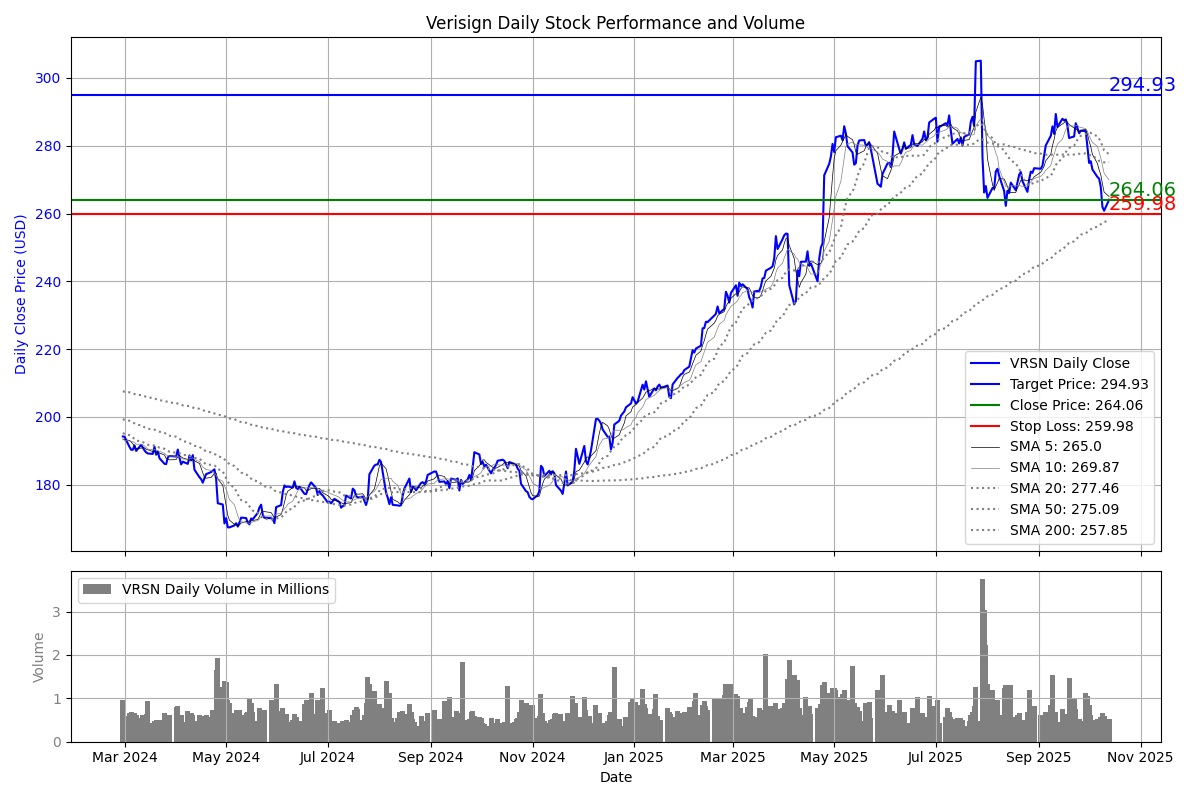 Verisign Daily Stock Performance and Volume
Daily Close Price (USD)
300
280
260
240
220
200
180
294.93
264.06
259.98
VRSN Daily Close
Target Price: 294.93
Close Price: 264.06
Stop Loss: 259.98
SMA 5: 265.0
SMA 10: 269.87
SMA 20: 277.46
SMA 50: 275.09
SMA 200: 257.85
VRSN Daily Volume in Millions
Volume
3
2
1
0
Mar 2024 May 2024 Jul 2024 Sep 2024 Nov 2024 Jan 2025 Mar 2025 May 2025 Jul 2025 Sep 2025 Nov 2025
Date